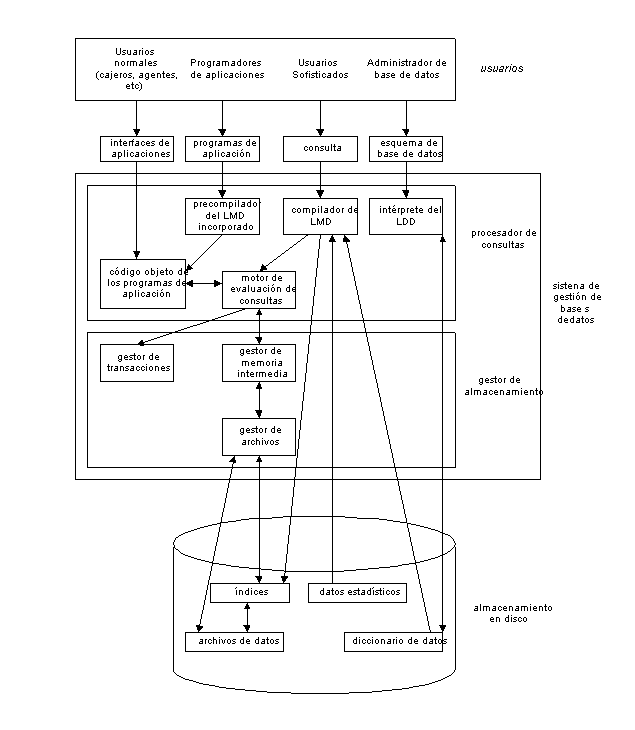 Usuarios
normales
(cajeros, agentes,
etc)
Programadores
de aplicaciones
Usuarios
Sofisticados
Administrador de
base de datos
usuarios
interfaces de
aplicaciones
programas de
aplicación
consulta
esquema de
base de datos
precompilador
del LMD
incorporado
compilador de
LMD
intérprete del
LDD
procesador de
consultas
código objeto de
los programas de
aplicación
motor de
evaluación de
consultas
sistena de
gestión de
base s
dedatos
gestor de
transacciones
gestor de
memoria
intermedia
gestor de
almacenamiento
gestor de
archivos
índices
datos estadísticos
almacenamiento
en disco
archivos de datos
diccionario de datos